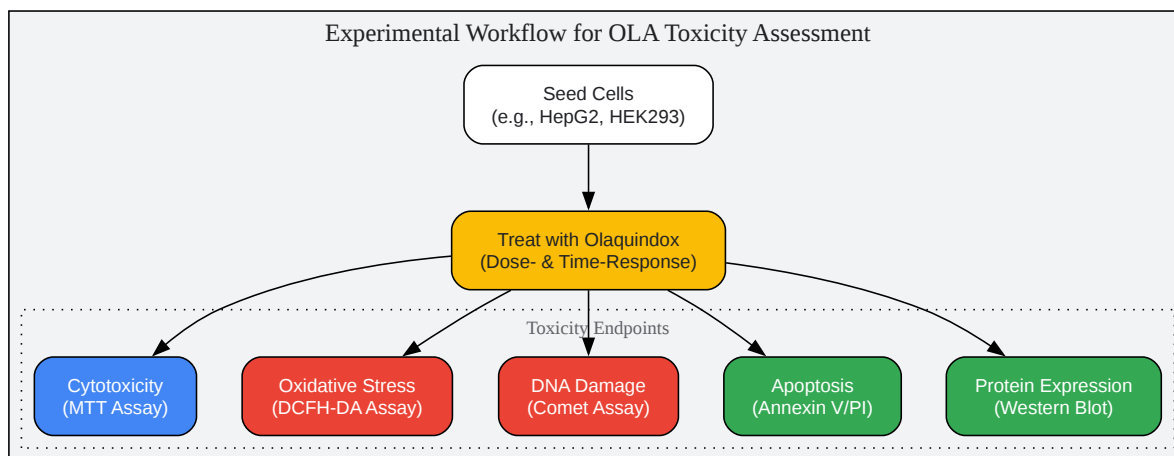 Experimental Workflow for OLA Toxicity Assessment
Seed Cells
(e.g., HepG2, HEK293)
Treat with Olaquindox
(Dose- & Time-Response)
Toxicity Endpoints
Cytotoxicity
(MTT Assay)
Oxidative Stress
(DCFH-DA Assay)
DNA Damage
(Comet Assay)
Apoptosis
(Annexin V/PI)
Protein Expression
(Western Blot)